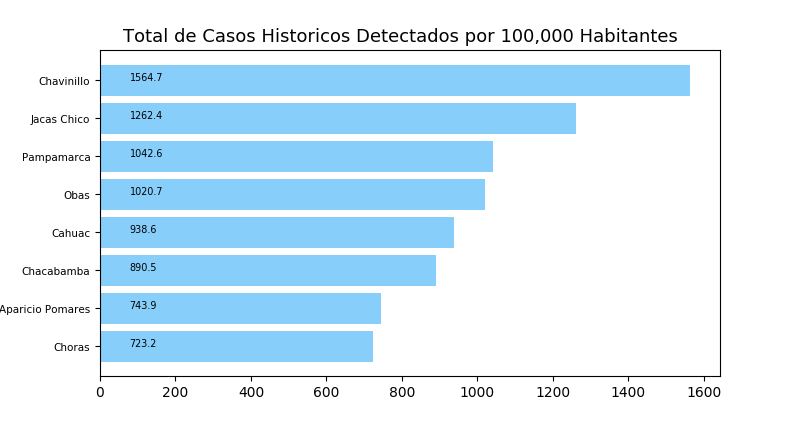 Total de Casos Historicos Detectados por 100,000 Habitantes
Chavinillo 1564.7
Jacas Chico 1262.4
Pampamarca 1042.6
Obas 1020.7
Cahuac 938.6
Chacabamba 890.5
Aparicio Pomares 743.9
Choras 723.2
0 200 400 600 800 1000 1200 1400 1600